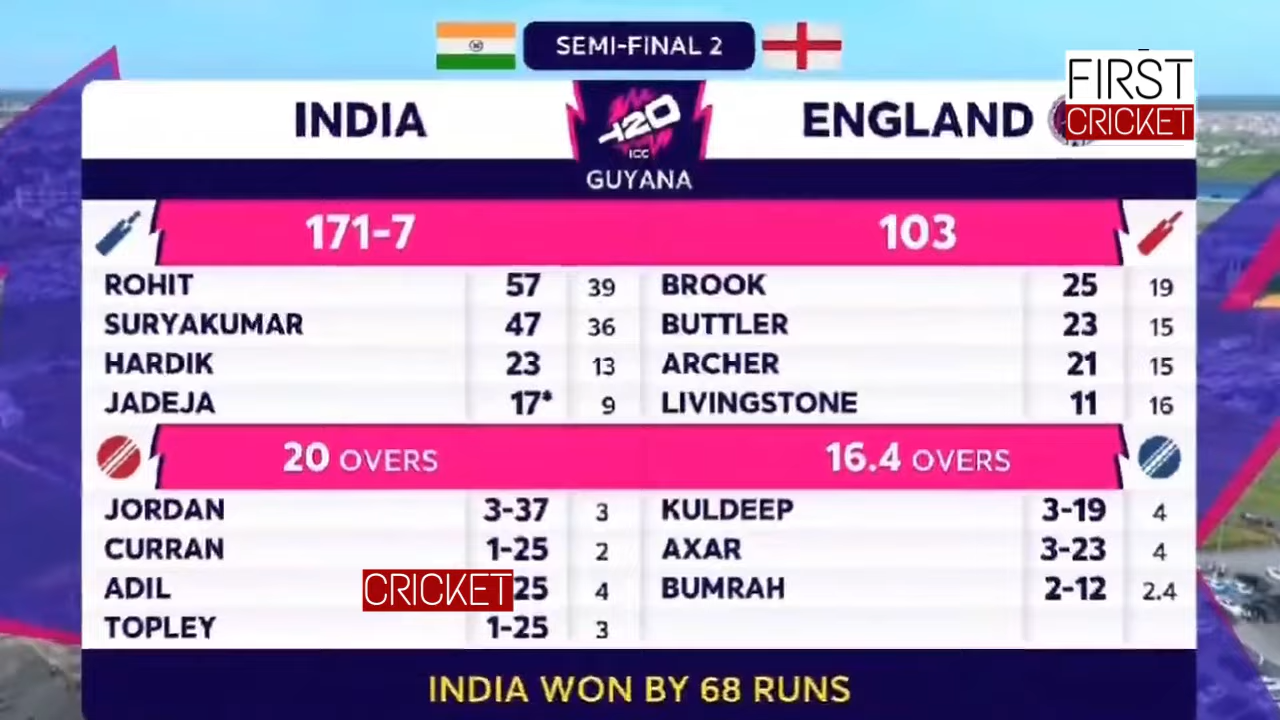 SEMI-FINAL 2
FIRST
CRICKET
INDIA
T20
ICC
ENGLAND
GUYANA
171-7 103
ROHIT 57 39 BROOK 25 19
SURYAKUMAR 47 36 BUTTLER 23 15
HARDIK 23 13 ARCHER 21 15
JADEJA 17* 9 LIVINGSTONE 11 16
20 OVERS 16.4 OVERS
JORDAN 3-37 3 KULDEEP 3-19 4
CURRAN 1-25 2 AXAR 3-23 4
ADIL CRICKET 25 4 BUMRAH 2-12 2.4
TOPLEY 1-25 3
INDIA WON BY 68 RUNS